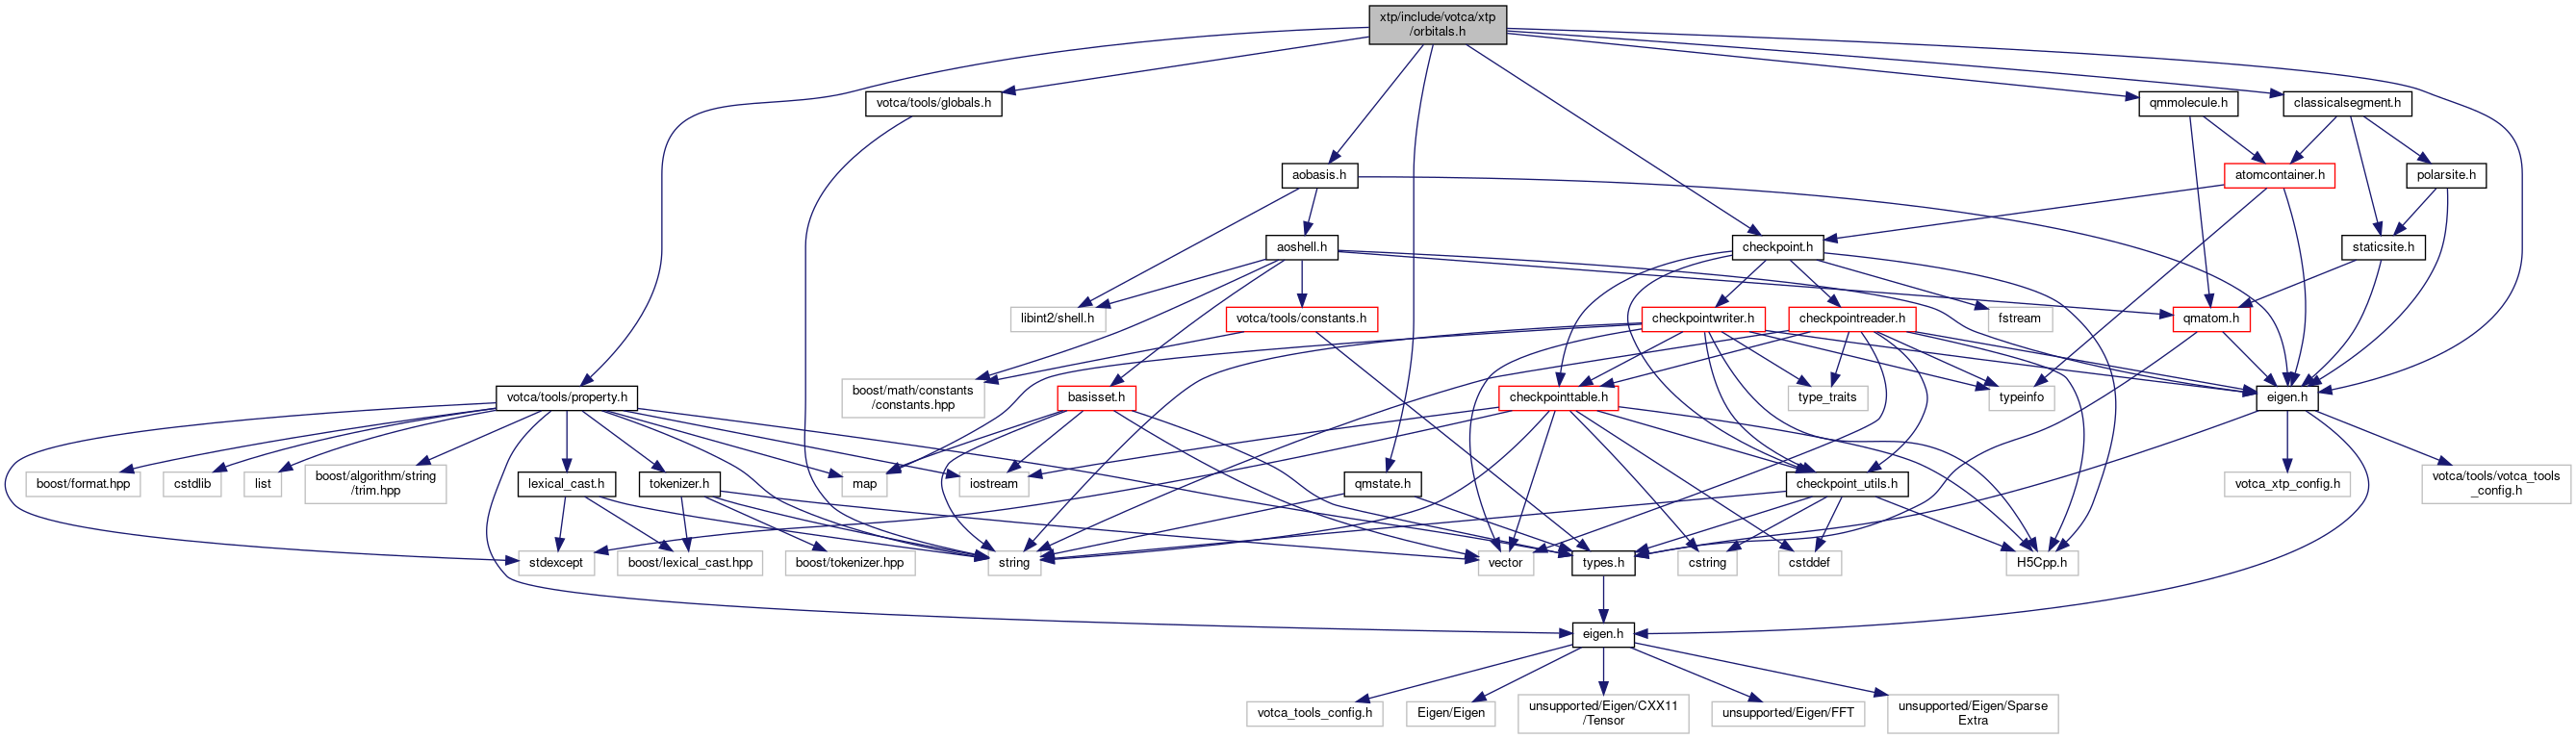 xtp/include/votca/xtp
/orbitals.h
votca/tools/globals.h
qmmolecule.h
classicalsegment.h
aobasis.h
atomcontainer.h
polarsite.h
aoshell.h
checkpoint.h
staticsite.h
libint2/shell.h
votca/tools/constants.h
checkpointwriter.h
checkpointreader.h
fstream
qmatom.h
boost/math/constants
/constants.hpp
votca/tools/property.h
basisset.h
checkpointtable.h
type_traits
typeinfo
eigen.h
boost/format.hpp
cstdlib
list
boost/algorithm/string
/trim.hpp
lexical_cast.h
tokenizer.h
map
iostream
qmstate.h
checkpoint_utils.h
votca_xtp_config.h
votca/tools/votca_tools
_config.h
stdexcept
boost/lexical_cast.hpp
boost/tokenizer.hpp
string
vector
types.h
cstring
cstddef
H5Cpp.h
eigen.h
votca_tools_config.h
Eigen/Eigen
unsupported/Eigen/CXX11
/Tensor
unsupported/Eigen/FFT
unsupported/Eigen/Sparse
Extra